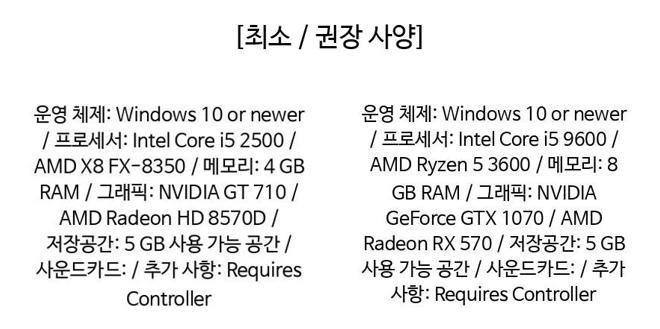 [최소 / 권장 사양]
운영 체제: Windows 10 or newer
/ 프로세서: Intel Core i5 2500 /
AMD X8 FX-8350 / 메모리: 4 GB
RAM / 그래픽: NVIDIA GT 710 /
AMD Radeon HD 8570D /
저장공간: 5 GB 사용 가능 공간 /
사운드카드: / 추가 사항: Requires
Controller
운영 체제: Windows 10 or newer
/ 프로세서: Intel Core i5 9600 /
AMD Ryzen 5 3600 / 메모리: 8
GB RAM / 그래픽: NVIDIA
GeForce GTX 1070 / AMD
Radeon RX 570 / 저장공간: 5 GB
사용 가능 공간 / 사운드카드: / 추가
사항: Requires Controller